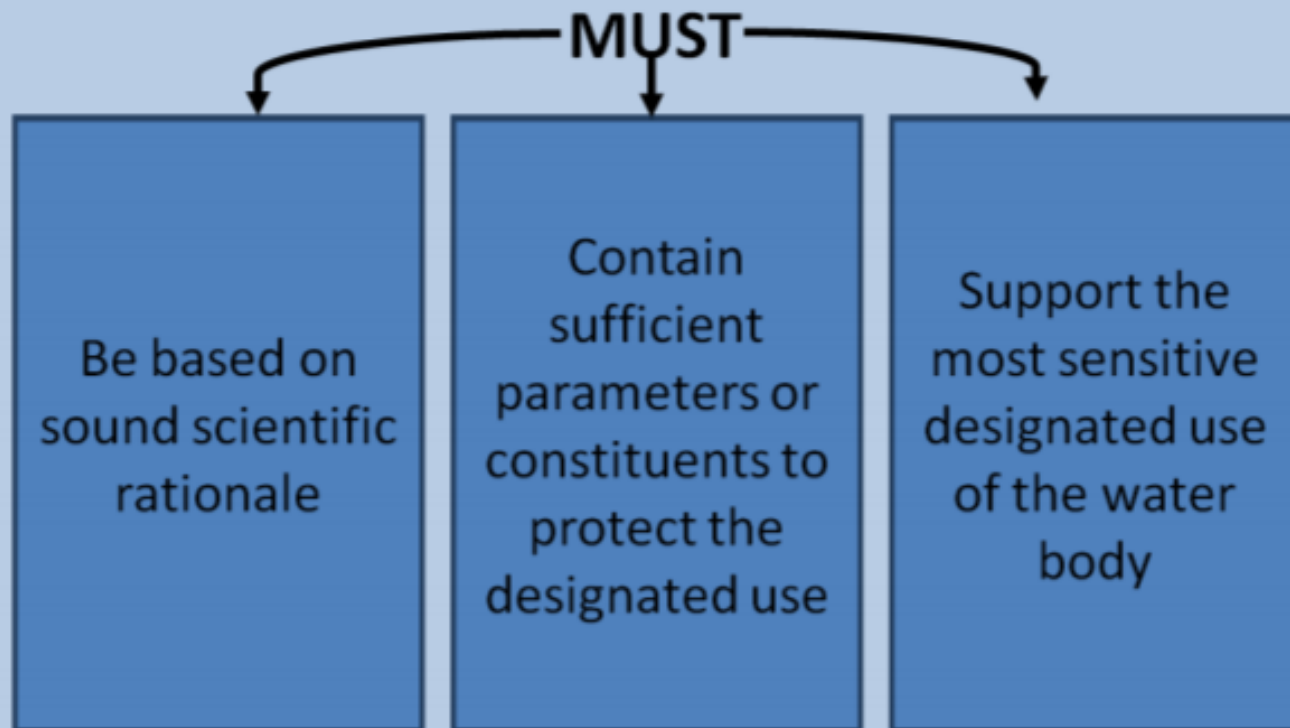 MUST
Be based on
sound scientific
rationale
Contain
sufficient
parameters or
constituents to
protect the
designated use
Support the
most sensitive
designated use
of the water
body